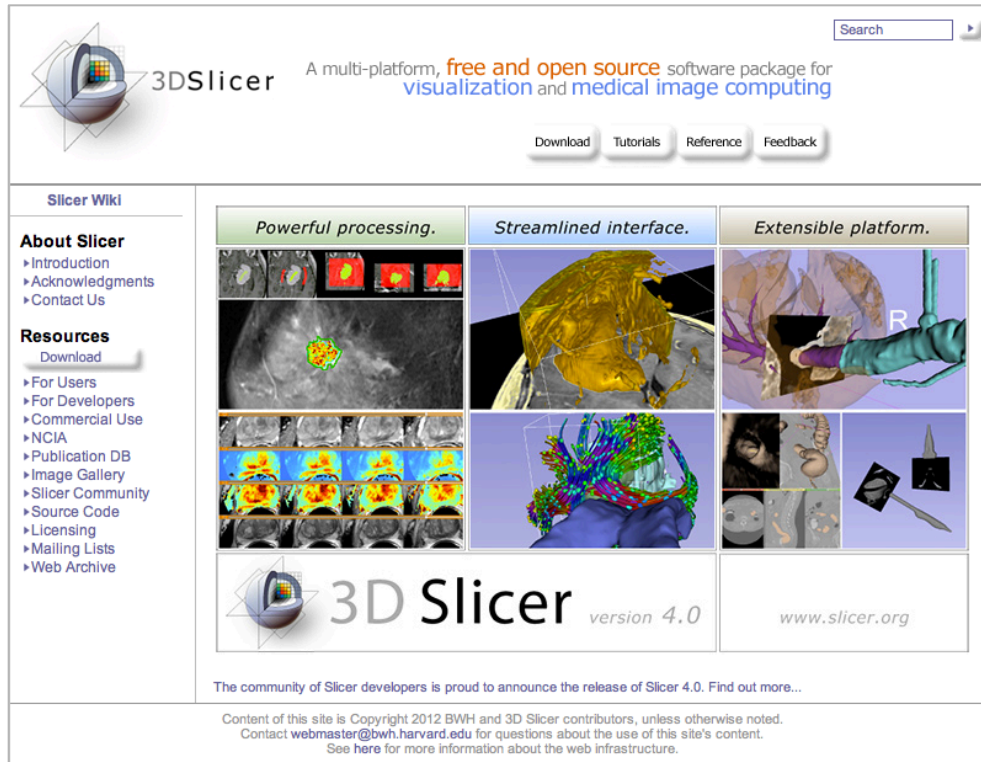 Search
3DSlicer
A multi-platform, free and open source software package for
visualization and medical image computing
Download Tutorials Reference Feedback
Slicer Wiki
About Slicer
Introduction
Acknowledgments
Contact Us
Resources
Download
For Users
For Developers
Commercial Use
NCIA
Publication DB
Image Gallery
Slicer Community
Source Code
Licensing
Mailing Lists
Web Archive
Powerful processing. Streamlined interface. Extensible platform.
R
3D Slicer version 4.0
www.slicer.org
The community of Slicer developers is proud to announce the release of Slicer 4.0. Find out more...
Content of this site is Copyright 2012 BWH and 3D Slicer contributors, unless otherwise noted.
Contact webmaster@bwh.harvard.edu for questions about the use of this site's content.
See here for more information about the web infrastructure.